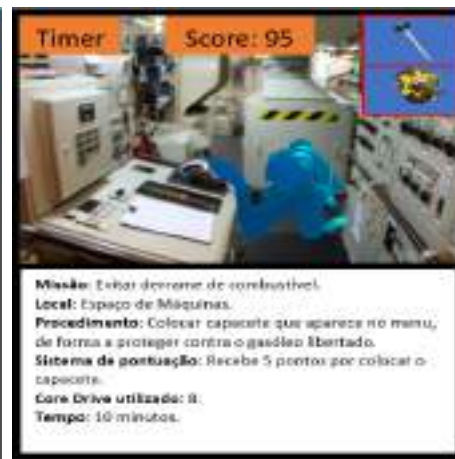 Timer Score: 95
Missão: Evitar derrame de combustível.
Local: Espaço de Máquinas.
Procedimento: Colocar capacete que aparece no menu,
de forma a proteger contra o gasóleo libertado.
Sistema de pontuação: Recebe 5 pontos por colocar o
capacete.
Core Drive utilizado: 8.
Tempo: 10 minutos.